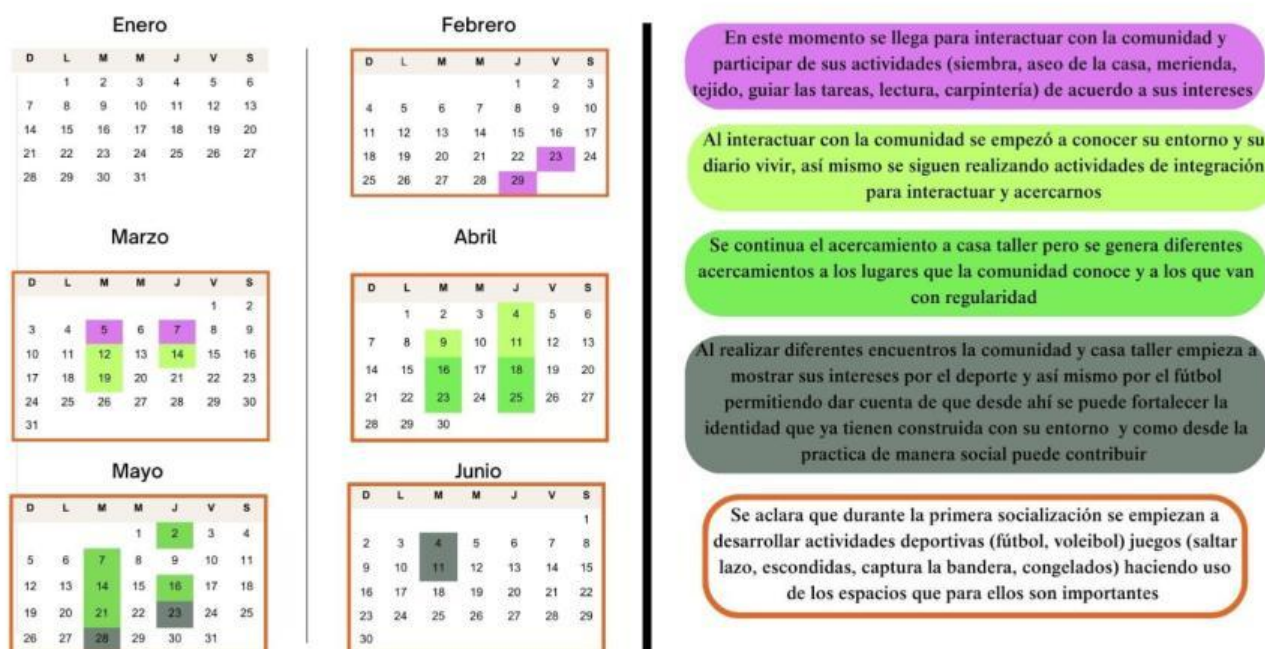 Enero
D L M M J V S
1 2 3 4 5 6
7 8 9 10 11 12 13
14 15 16 17 18 19 20
21 22 23 24 25 26 27
28 29 30 31
Febrero
D L M M J V S
1 2 3
4 5 6 7 8 9 10
11 12 13 14 15 16 17
18 19 20 21 22 23 24
25 26 27 28 29
Marzo
D L M M J V S
1 2
3 4 5 6 7 8 9
10 11 12 13 14 15 16
17 18 19 20 21 22 23
24 25 26 27 28 29 30
31
Abril
D L M M J V S
1 2 3 4 5 6
7 8 9 10 11 12 13
14 15 16 17 18 19 20
21 22 23 24 25 26 27
28 29 30
Mayo
D L M M J V S
1 2 3 4
5 6 7 8 9 10 11
12 13 14 15 16 17 18
19 20 21 22 23 24 25
26 27 28 29 30 31
Junio
D L M M J V S
1
2 3 4 5 6 7 8
9 10 11 12 13 14 15
16 17 18 19 20 21 22
23 24 25 26 27 28 29
30
En este momento se llega para interactuar con la comunidad y
participar de sus actividades (siembra, aseo de la casa, merienda,
tejido, guiar las tareas, lectura, carpintería) de acuerdo a sus intereses
Al interactuar con la comunidad se empezó a conocer su entorno y su
diario vivir, así mismo se siguen realizando actividades de integración
para interactuar y acercarnos
Se continua el acercamiento a casa taller pero se genera diferentes
acercamientos a los lugares que la comunidad conoce y a los que van
con regularidad
Al realizar diferentes encuentros la comunidad y casa taller empieza a
mostrar sus intereses por el deporte y así mismo por el fútbol
permitiendo dar cuenta de que desde ahí se puede fortalecer la
identidad que ya tienen construida con su entorno y como desde la
practica de manera social puede contribuir
Se aclara que durante la primera socialización se empiezan a
desarrollar actividades deportivas (fútbol, voleibol) juegos (saltar
lazo, escondidas, captura la bandera, congelados) haciendo uso
de los espacios que para ellos son importantes